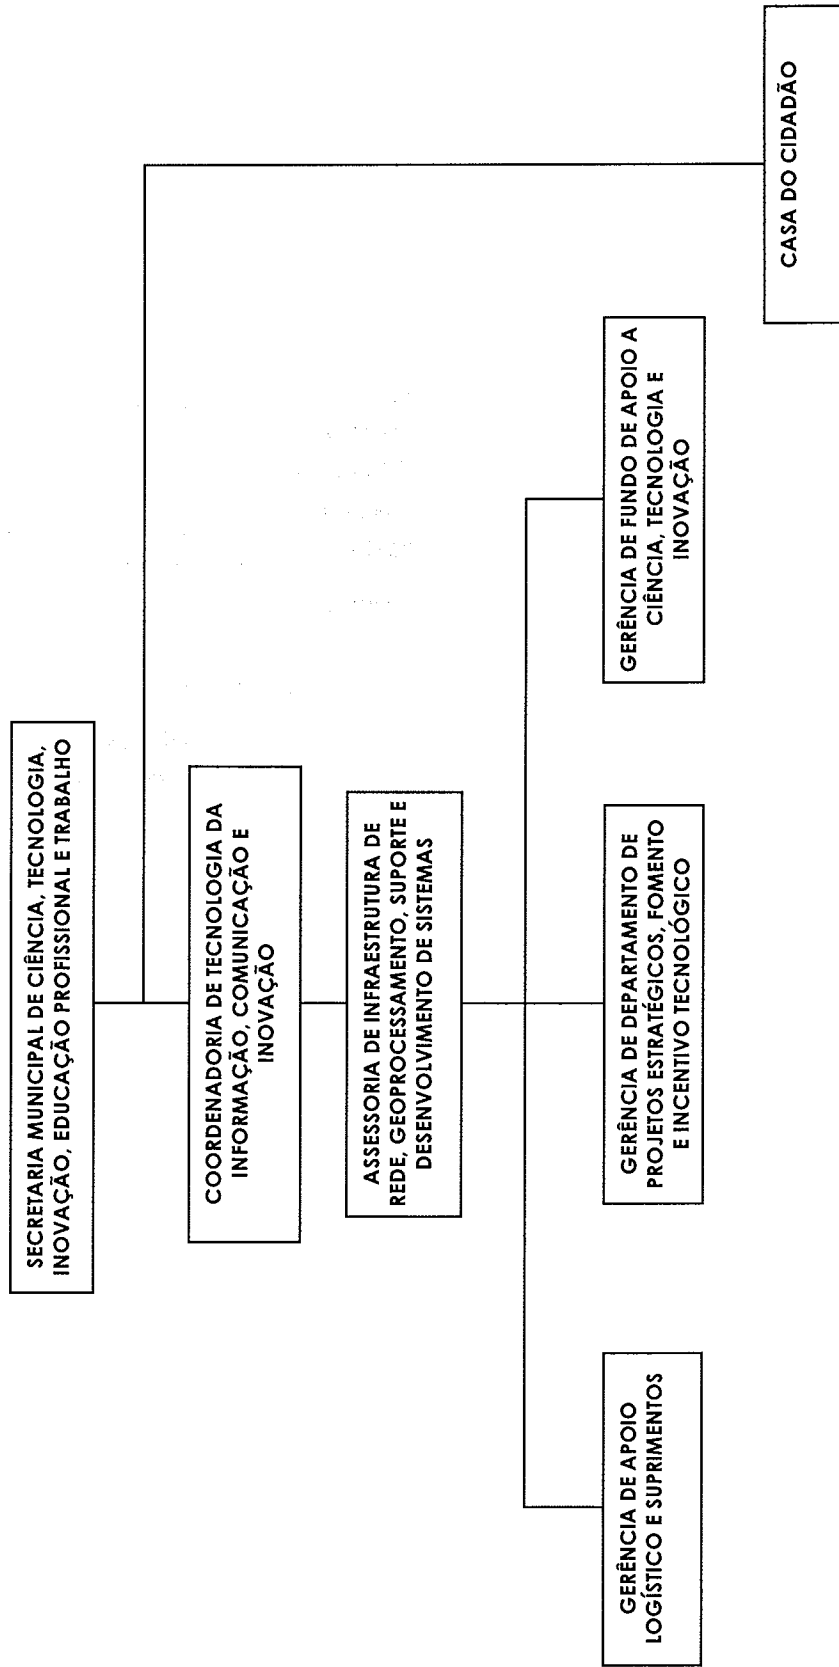 SECRETARIA MUNICIPAL DE CIÊNCIA, TECNOLOGIA,
INOVAÇÃO, EDUCAÇÃO PROFISSIONAL E TRABALHO
COORDENADORIA DE TECNOLOGIA DA
INFORMAÇÃO, COMUNICAÇÃO E
INOVAÇÃO
ASSESSORIA DE INFRAESTRUTURA DE
REDE, GEOPROCESSAMENTO, SUPORTE E
DESENVOLVIMENTO DE SISTEMAS
GERÊNCIA DE APOIO
LOGÍSTICO E SUPRIMENTOS
GERÊNCIA DE DEPARTAMENTO DE
PROJETOS ESTRATÉGICOS, FOMENTO
E INCENTIVO TECNOLÓGICO
GERÊNCIA DE FUNDO DE APOIO A
CIÊNCIA, TECNOLOGIA E
INOVAÇÃO
CASA DO CIDADÃO